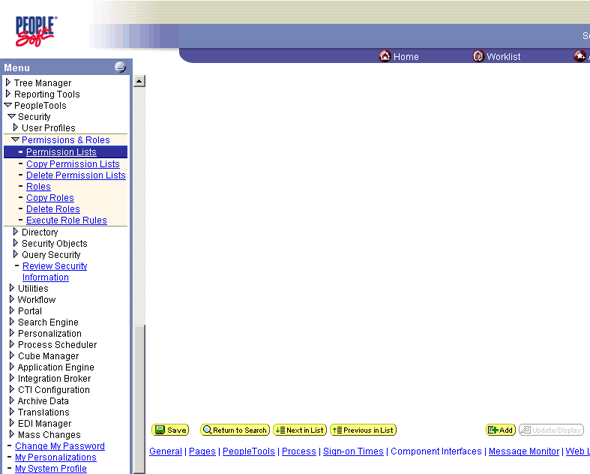 PEOPLE
Soft
Home
Worklist
Menu
Tree Manager
Reporting Tools
PeopleTools
Security
User Profiles
Permissions & Roles
Permission Lists
Copy Permission Lists
Delete Permission Lists
Roles
Copy Roles
Delete Roles
Execute Role Rules
Directory
Security Objects
Query Security
Review Security
Information
Utilities
Workflow
Portal
Search Engine
Personalization
Process Scheduler
Cube Manager
Application Engine
Integration Broker
CTI Configuration
Archive Data
Translations
EDI Manager
Mass Changes
Change My Password
My Personalizations
My System Profile
Save Return to Search Next in List Previous in List Add Update/Display
General | Pages | PeopleTools | Process | Sign-on Times | Component Interfaces | Message Monitor | Web